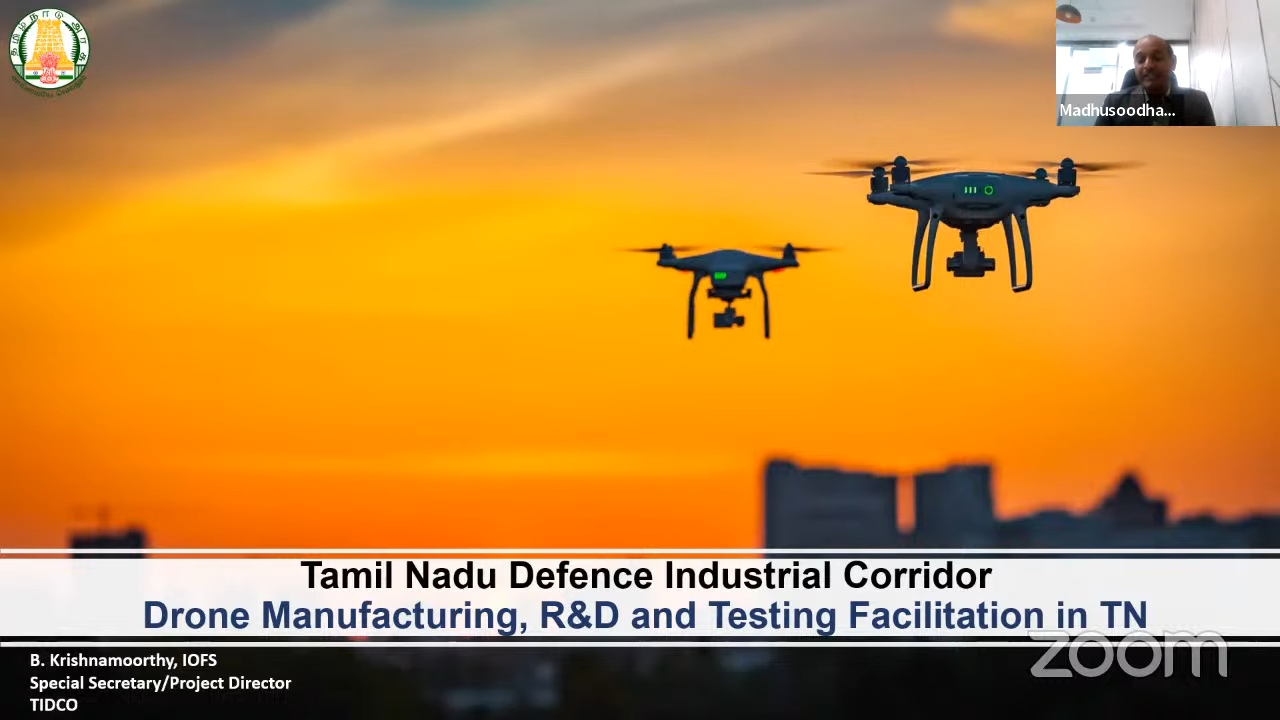 Madhusoodha...
Tamil Nadu Defence Industrial Corridor
Drone Manufacturing, R&D and Testing Facilitation in TN
zoom
B. Krishnamoorthy, IOFS
Special Secretary/Project Director
TIDCO